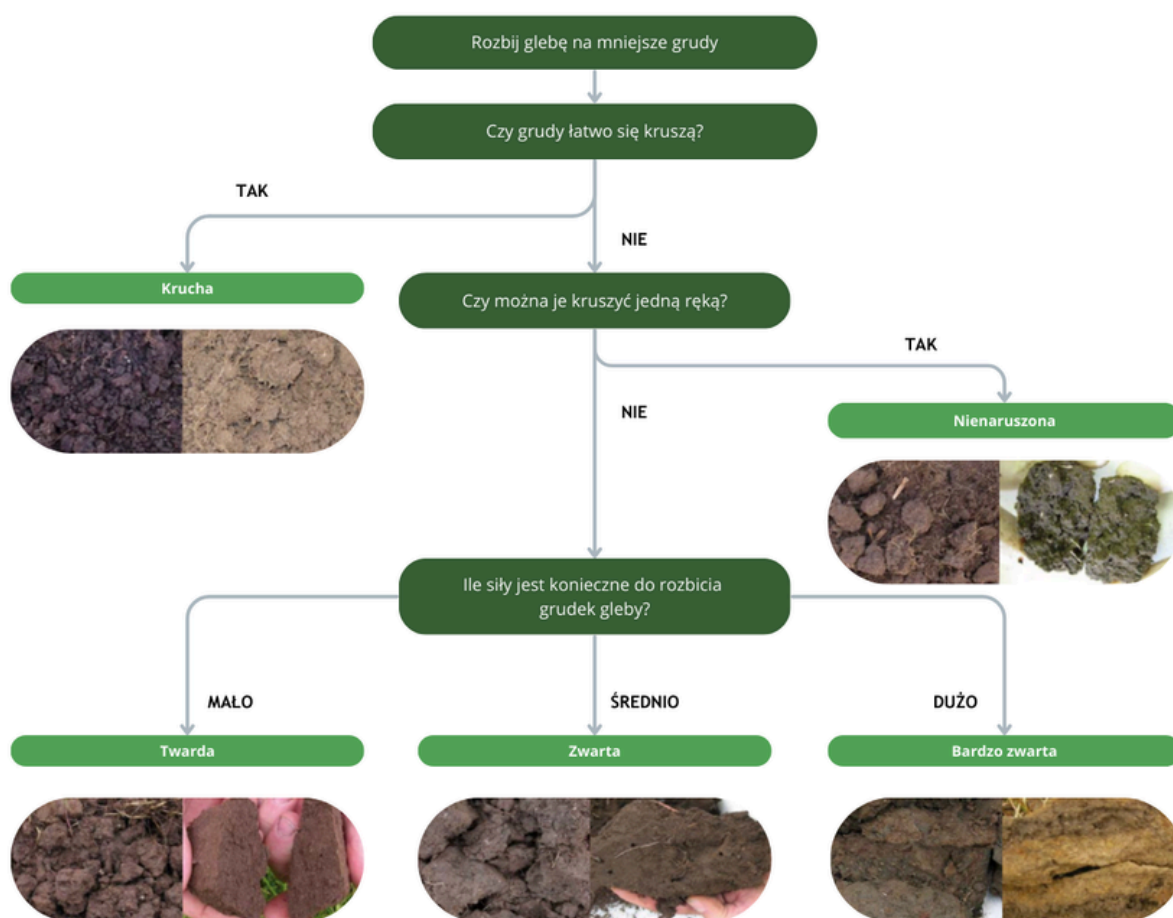 Rozbij glebę na mniejsze grudy
Czy grudy łatwo się kruszą?
TAK
NIE
Krucha
Czy można je kruszyć jedną ręką?
TAK
NIE
Nienaruszona
Ile siły jest konieczne do rozbicia
grudek gleby?
MAŁO
ŚREDNIO
DUŻO
Twarda
Zwarta
Bardzo zwarta